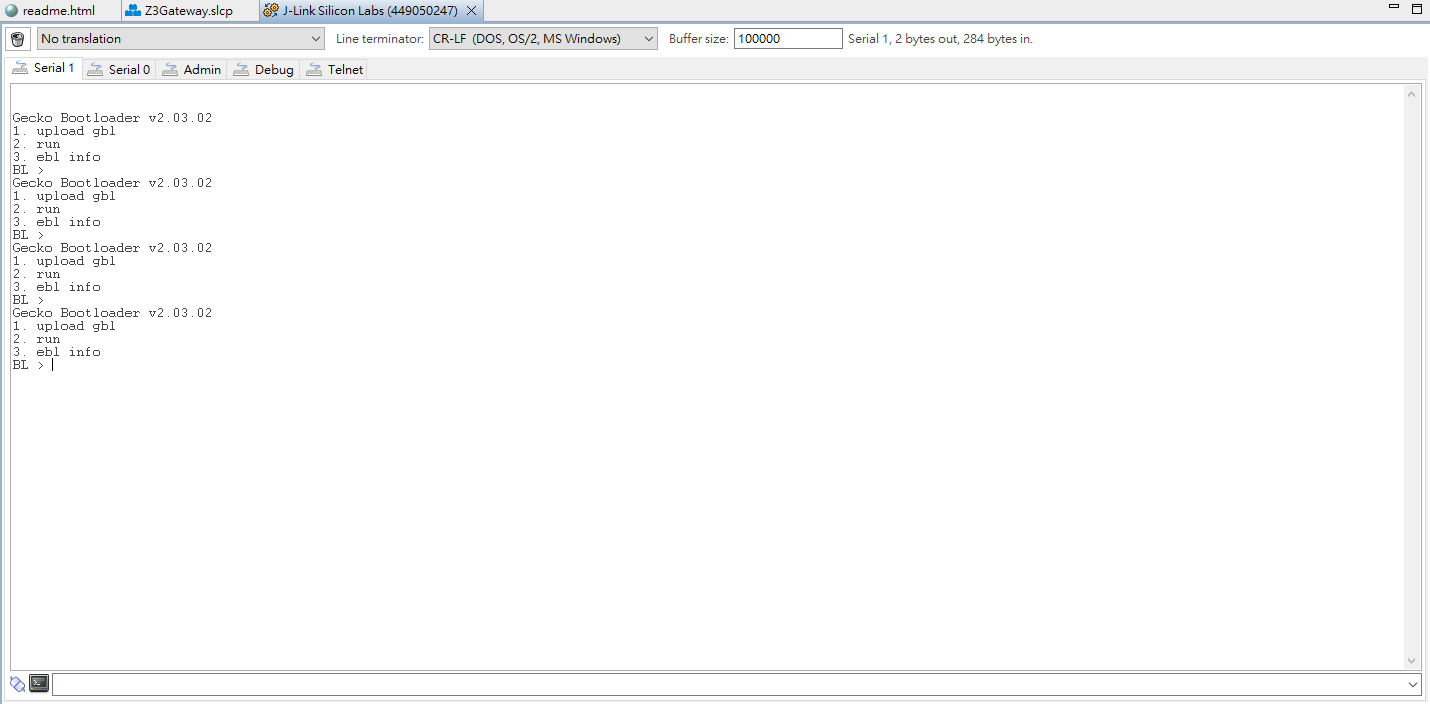 readme.html
Z3Gateway.slcp
J-Link Silicon Labs (449050247)
No translation
Line terminator:
CR-LF (DOS, OS/2, MS Windows)
Buffer size:
100000
Serial 1, 2 bytes out, 284 bytes in.
Serial 1
Serial 0
Admin
Debug
Telnet
Gecko Bootloader v2.03.02
1. upload gbl
2. run
3. ebl info
BL >
Gecko Bootloader v2.03.02
1. upload gbl
2. run
3. ebl info
BL >
Gecko Bootloader v2.03.02
1. upload gbl
2. run
3. ebl info
BL >
Gecko Bootloader v2.03.02
1. upload gbl
2. run
3. ebl info
BL >